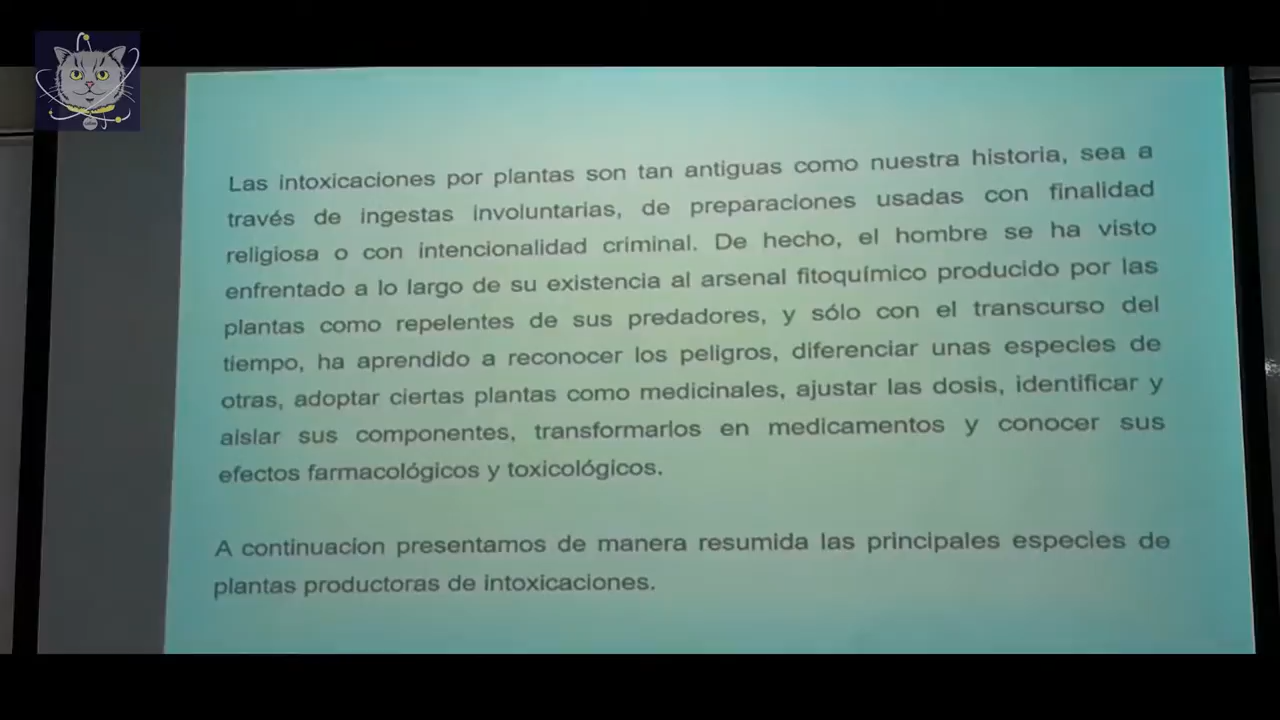 Las intoxicaciones por plantas son tan antiguas como nuestra historia, sea a
través de ingestas involuntarias, de preparaciones usadas con finalidad
religiosa o con intencionalidad criminal. De hecho, el hombre se ha visto
enfrentado a lo largo de su existencia al arsenal fitoquímico producido por las
plantas como repelentes de sus predadores, y sólo con el transcurso del
tiempo, ha aprendido a reconocer los peligros, diferenciar unas especies de
otras, adoptar ciertas plantas como medicinales, ajustar las dosis, identificar y
aislar sus componentes, transformarlos en medicamentos y conocer sus
efectos farmacológicos y toxicológicos.
A continuacion presentamos de manera resumida las principales especies de
plantas productoras de intoxicaciones.